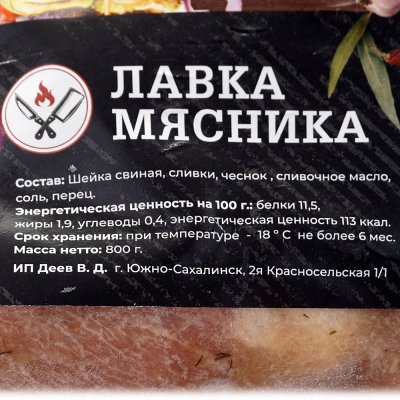 ЛАВКА
МЯСНИКА
Состав: Шейка свиная, сливки, чеснок , сливочное масло,
соль, перец.
Энергетическая ценность на 100 г.: белки 11,5,
жиры 1,9, углеводы 0,4, энергетическая ценность 113 ккал.
Срок хранения: при температуре - 18 ° С не более 6 мес.
Масса нетто: 800 г.
ИП Деев В. Д. г. Южно-Сахалинск, 2я Красносельская 1/1